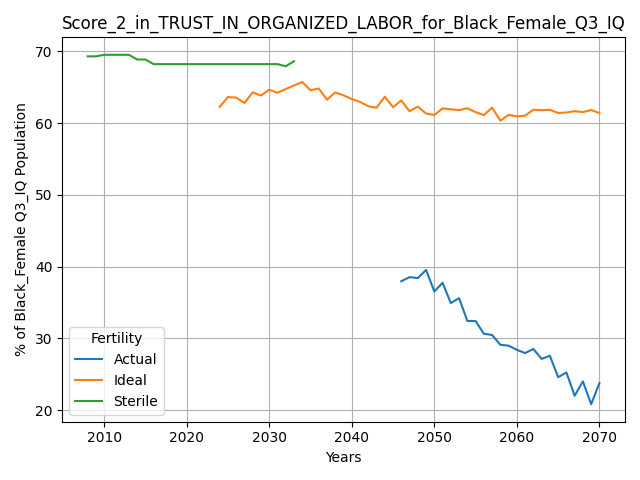 Score_2_in_TRUST_IN_ORGANIZED_LABOR_for_Black_Female_Q3_IQ
% of Black_Female Q3_IQ Population
70
60
50
40
30
20
Fertility
Actual
Ideal
Sterile
2010 2020 2030 2040 2050 2060 2070
Years